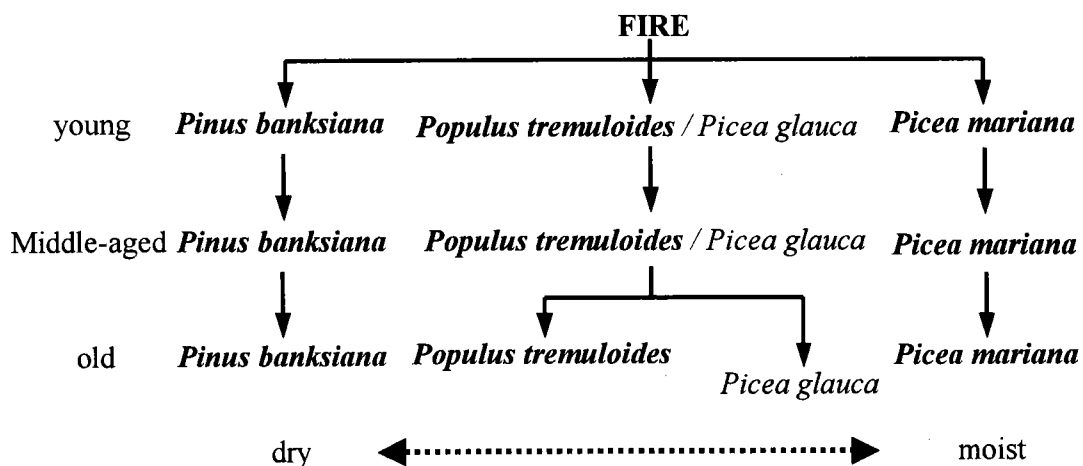 FIRE
young Pinus banksiana Populus tremuloides / Picea glauca Picea mariana
Middle-aged Pinus banksiana Populus tremuloides / Picea glauca Picea mariana
old Pinus banksiana Populus tremuloides Picea mariana
Picea glauca
dry moist